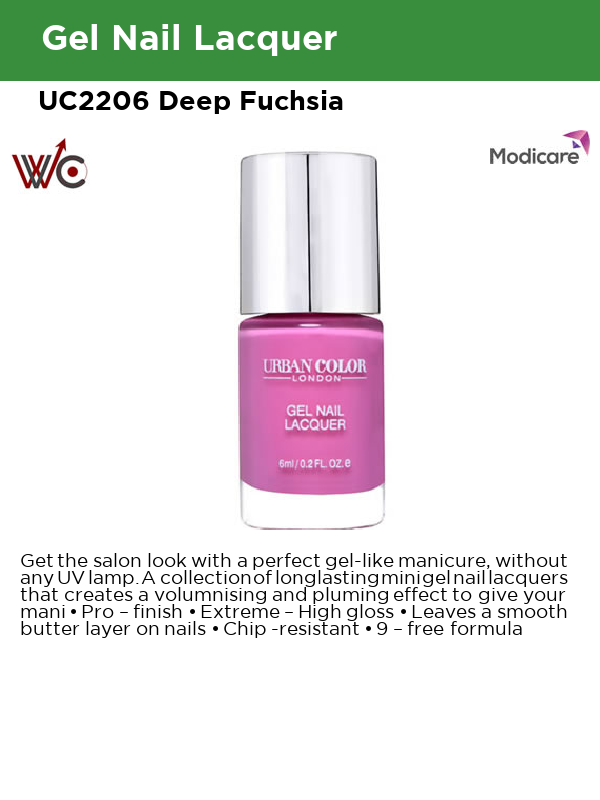 Gel Nail Lacquer
UC2206 Deep Fuchsia
WC
Modicare
URBAN COLOR
LONDON
GEL NAIL
LACQUER
6ml / 0.2 FL. OZ. e
Get the salon look with a perfect gel-like manicure, without
any UV lamp. A collection of longlasting mini gel nail lacquers
that creates a volumnising and pluming effect to give your
mani • Pro – finish • Extreme – High gloss • Leaves a smooth
butter layer on nails • Chip -resistant • 9 – free formula